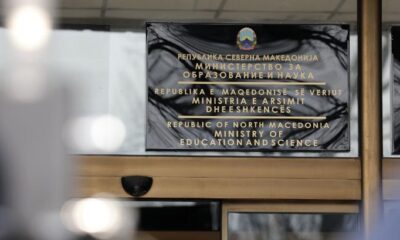 РЕПУБЛИКА СЕВЕРНА МАКЕДОНИЈА
МИНИСТЕРСТВО ЗА
ОБРАЗОВАНИЕ И НАУКА
REPUBLIKA E MAQEDONISË SË VERIUT
MINISTRIA E ARSIMIT
DHE ESHKENCËS
REPUBLIC OF NORTH MACEDONIA
MINISTRY OF
EDUCATION AND SCIENCE